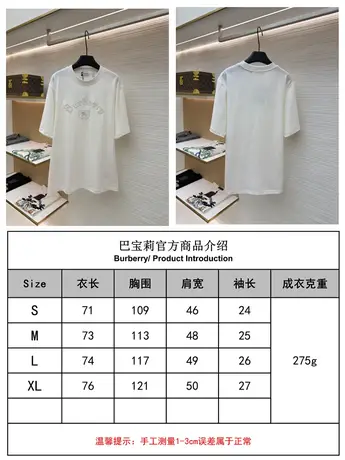 巴宝莉官方商品介绍
Burberry/ Product Introduction
Size 衣长 胸围 肩宽 袖长 成衣克重
S 71 109 46 24
M 73 113 48 25
L 74 117 49 26
XL 76 121 50 27
275g
温馨提示: 手工测量1-3cm误差属于正常